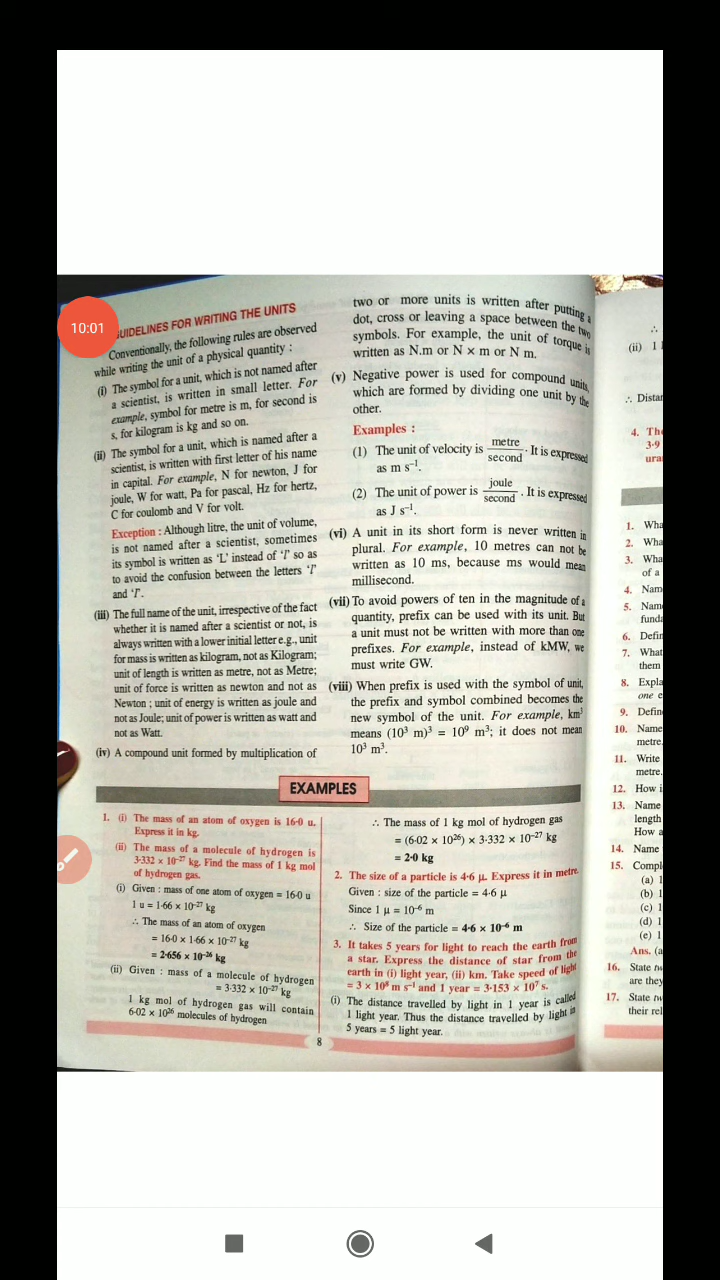 10:01
GUIDELINES FOR WRITING THE UNITS
Conventionally, the following rules are observed
while writing the unit of a physical quantity :
(i) The symbol for a unit, which is not named after
a scientist, is written in small letter. For
example, symbol for metre is m, for second is
s, for kilogram is kg and so on.
(ii) The symbol for a unit, which is named after a
scientist, is written with first letter of his name
in capital. For example, N for newton, J for
joule, W for watt, Pa for pascal, Hz for hertz,
C for coulomb and V for volt.
Exception : Although litre, the unit of volume,
is not named after a scientist, sometimes
its symbol is written as 'L' instead of 'l' so as
to avoid the confusion between the letters 'l'
and 'I'.
(iii) The full name of the unit, irrespective of the fact
whether it is named after a scientist or not, is
always written with a lower initial letter e.g., unit
for mass is written as kilogram, not as Kilogram;
unit of length is written as metre, not as Metre;
unit of force is written as newton and not as
Newton ; unit of energy is written as joule and
not as Joule; unit of power is written as watt and
not as Watt.
(iv) A compound unit formed by multiplication of
two or more units is written after putting a
dot, cross or leaving a space between the two
symbols. For example, the unit of torque is
written as N.m or N × m or N m.
(v) Negative power is used for compound units,
which are formed by dividing one unit by the
other.
Examples :
(1) The unit of velocity is metre/second. It is expressed
as m s⁻¹.
(2) The unit of power is joule/second. It is expressed
as J s⁻¹.
(vi) A unit in its short form is never written in
plural. For example, 10 metres can not be
written as 10 ms, because ms would mean
millisecond.
(vii) To avoid powers of ten in the magnitude of a
quantity, prefix can be used with its unit. But
a unit must not be written with more than one
prefixes. For example, instead of kMW, we
must write GW.
(viii) When prefix is used with the symbol of unit,
the prefix and symbol combined becomes the
new symbol of the unit. For example, km³
means (10³ m)³ = 10⁹ m³; it does not mean
10³ m³.
EXAMPLES
1. (i) The mass of an atom of oxygen is 16·0 u.
Express it in kg.
(ii) The mass of a molecule of hydrogen is
3·332 × 10⁻²⁷ kg. Find the mass of 1 kg mol
of hydrogen gas.
(i) Given : mass of one atom of oxygen = 16·0 u
1 u = 1·66 × 10⁻²⁷ kg
∴ The mass of an atom of oxygen
= 16·0 × 1·66 × 10⁻²⁷ kg
= 2·656 × 10⁻²⁶ kg
(ii) Given : mass of a molecule of hydrogen
= 3·332 × 10⁻²⁷ kg
1 kg mol of hydrogen gas will contain
6·02 × 10²⁶ molecules of hydrogen
∴ The mass of 1 kg mol of hydrogen gas
= (6·02 × 10²⁶) × 3·332 × 10⁻²⁷ kg
= 2·0 kg
2. The size of a particle is 4·6 μ. Express it in metre.
Given : size of the particle = 4·6 μ
Since 1 μ = 10⁻⁶ m
∴ Size of the particle = 4·6 × 10⁻⁶ m
3. It takes 5 years for light to reach the earth from
a star. Express the distance of star from the
earth in (i) light year, (ii) km. Take speed of light
= 3 × 10⁸ m s⁻¹ and 1 year = 3·153 × 10⁷ s.
(i) The distance travelled by light in 1 year is called
1 light year. Thus the distance travelled by light in
5 years = 5 light year.
8
∴
(ii) 1
∴ Distan
4. The
3·9
1. Wha
2. Wha
3. Wha
of a
4. Nam
5. Name
funda
6. Defin
7. What
them
8. Expla
one e
9. Define
10. Name
metre.
11. Write
metre.
12. How i
13. Name
length
How a
14. Name
15. Compl
(a) 1
(b) 1
(c) 1
(d) 1
(e) 1
Ans. (a
16. State tw
are they
17. State tw
their rel